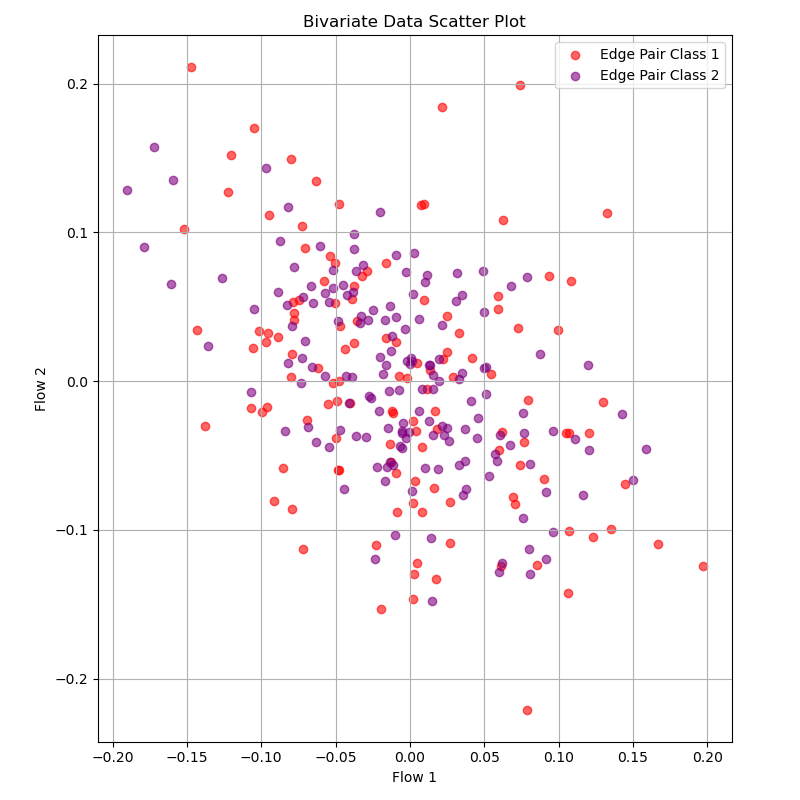 Bivariate Data Scatter Plot
Edge Pair Class 1
Edge Pair Class 2
0.2
0.1
0.0
−0.1
−0.2
Flow 2
−0.20 −0.15 −0.10 −0.05 0.00 0.05 0.10 0.15 0.20
Flow 1